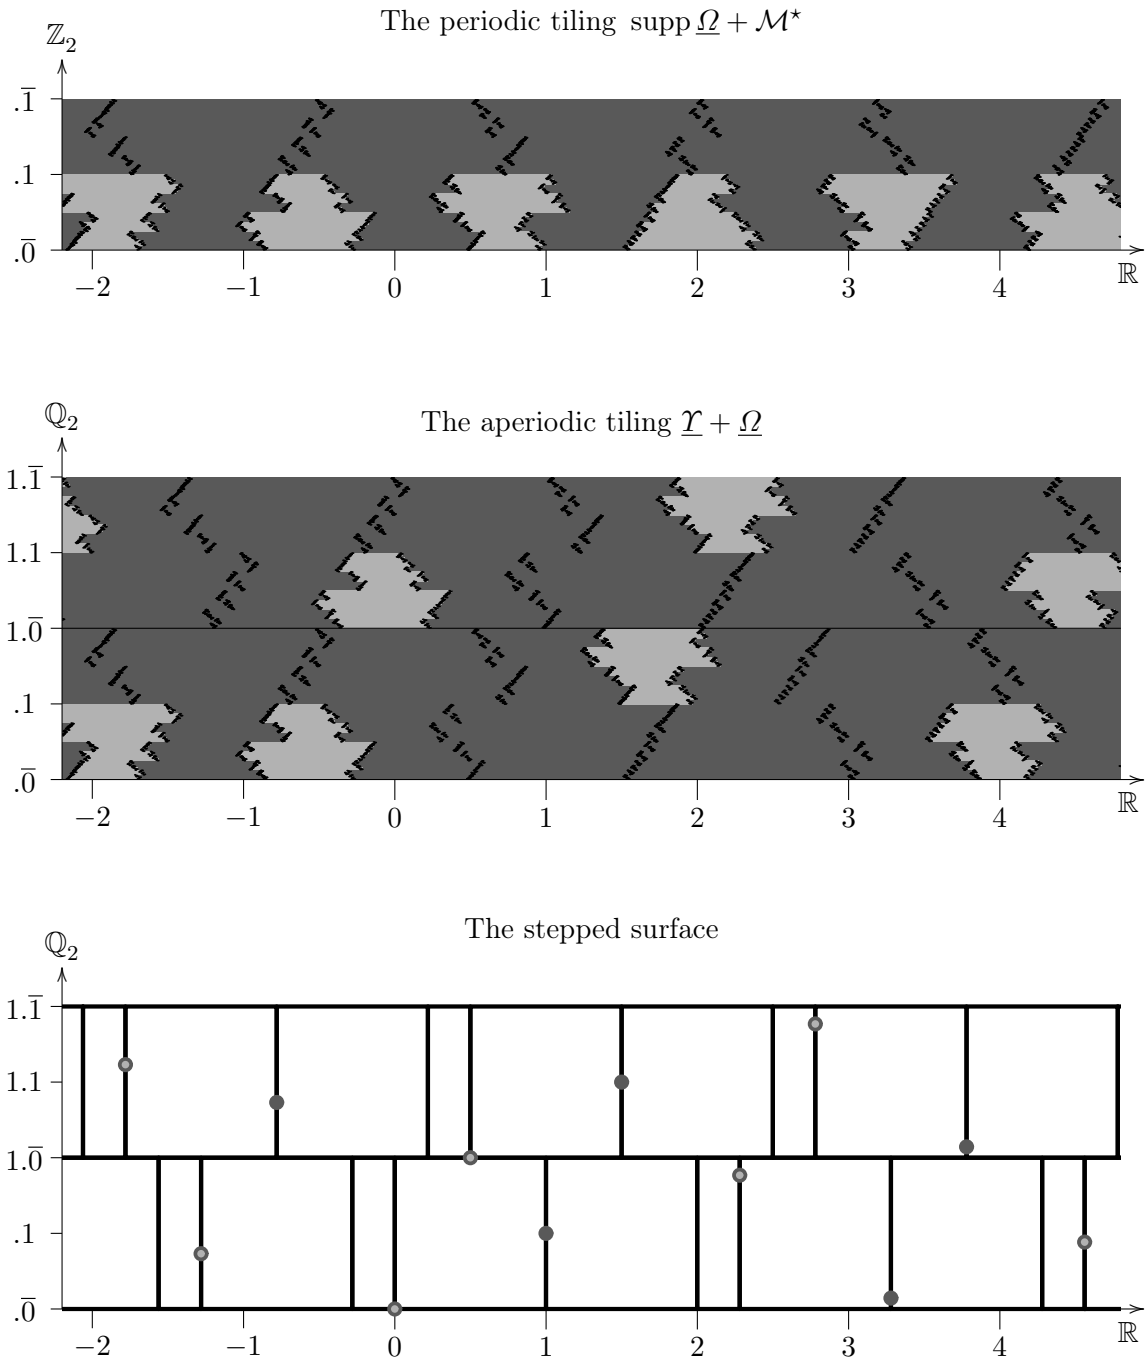 The periodic tiling supp Ω̲ + ℳ⋆
ℤ₂
.1̅
.1
.0̅
−2 −1 0 1 2 3 4 ℝ
The aperiodic tiling ϒ̲ + Ω̲
ℚ₂
1.1̅
1.1
1.0̅
.1
.0̅
−2 −1 0 1 2 3 4 ℝ
The stepped surface
ℚ₂
1.1̅
1.1
1.0̅
.1
.0̅
−2 −1 0 1 2 3 4 ℝ